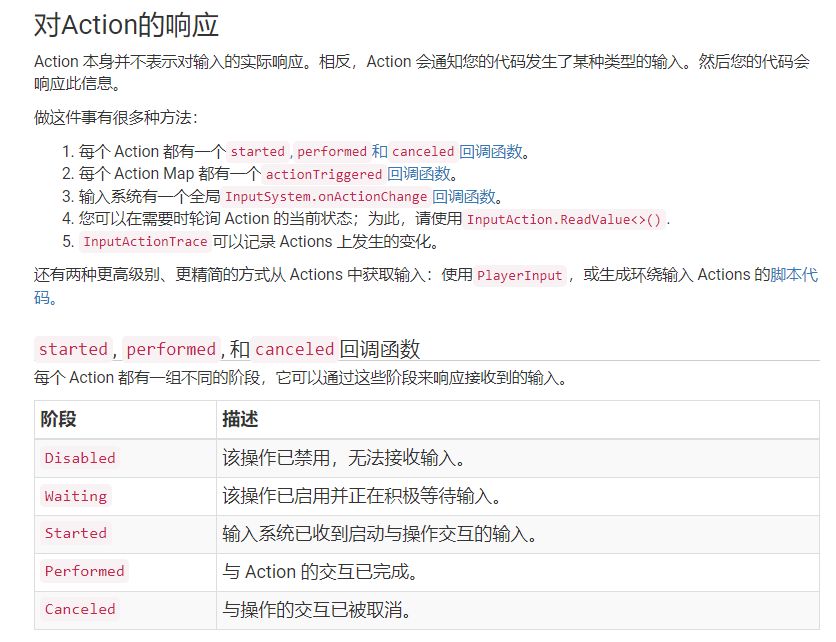 对Action的响应
Action 本身并不表示对输入的实际响应。相反，Action 会通知您的代码发生了某种类型的输入。然后您的代码会
响应此信息。
做这件事有很多种方法：
1. 每个 Action 都有一个 started , performed 和 canceled 回调函数。
2. 每个 Action Map 都有一个 actionTriggered 回调函数。
3. 输入系统有一个全局 InputSystem.onActionChange 回调函数。
4. 您可以在需要时轮询 Action 的当前状态；为此，请使用 InputAction.ReadValue<>() .
5. InputActionTrace 可以记录 Actions 上发生的变化。
还有两种更高级别、更精简的方式从 Actions 中获取输入：使用 PlayerInput ，或生成环绕输入 Actions 的脚本代
码。
started , performed , 和 canceled 回调函数
每个 Action 都有一组不同的阶段，它可以通过这些阶段来响应接收到的输入。
阶段 描述
Disabled 该操作已禁用，无法接收输入。
Waiting 该操作已启用并正在积极等待输入。
Started 输入系统已收到启动与操作交互的输入。
Performed 与 Action 的交互已完成。
Canceled 与操作的交互已被取消。